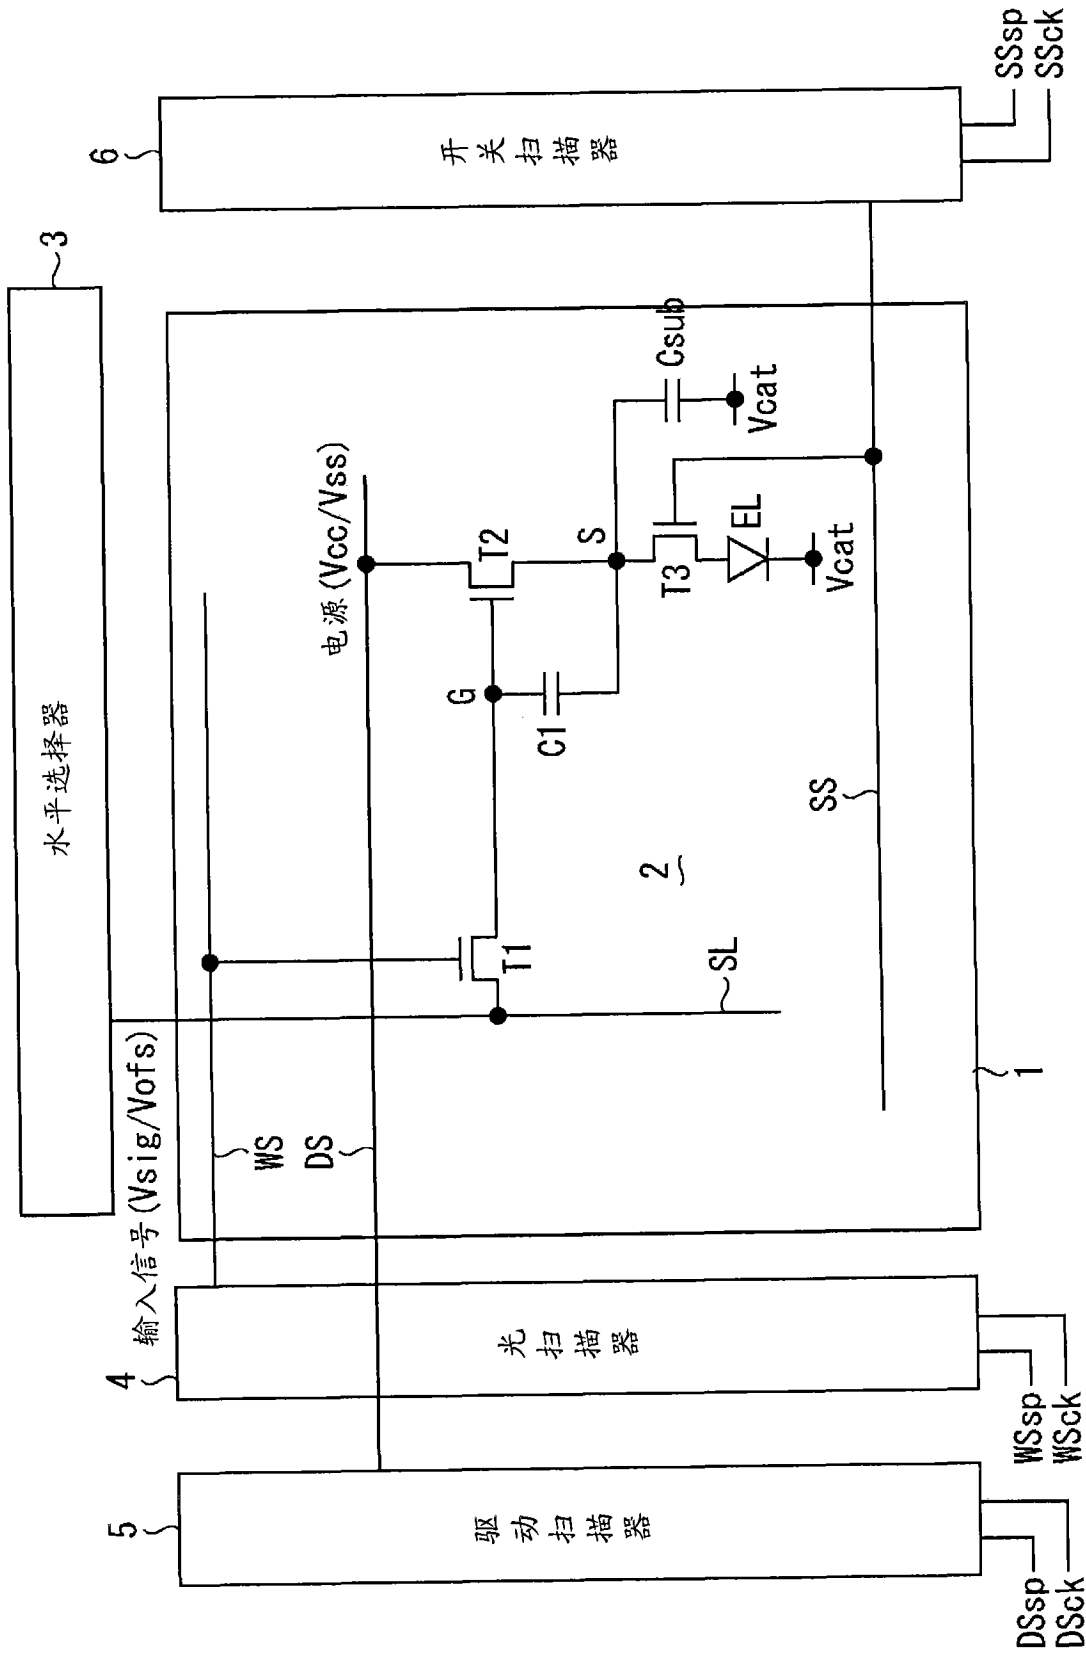 水平选择器
3
输入信号(Vsig/Vofs)
5
4
6
WS
DS
电源(Vcc/Vss)
驱动扫描器
光扫描器
开关扫描器
T1
G
T2
C1
S
Csub
2
SL
T3
EL
Vcat
Vcat
SS
1
DSsp
DSck
WSsp
WSck
SSsp
SSck